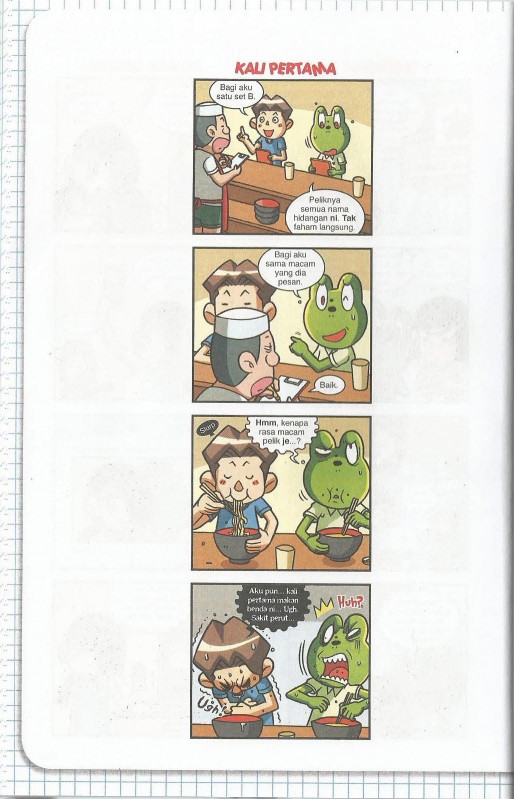 KALI PERTAMA
Bagi aku
satu set B.
Peliknya
semua nama
hidangan ni. Tak
faham langsung.
Bagi aku
sama macam
yang dia
pesan.
Baik.
Slurp
Hmm, kenapa
rasa macam
pelik je...?
Aku pun... kali
pertama makan
benda ni... Ugh.
Sakit perut...
Huh?
Ugh!